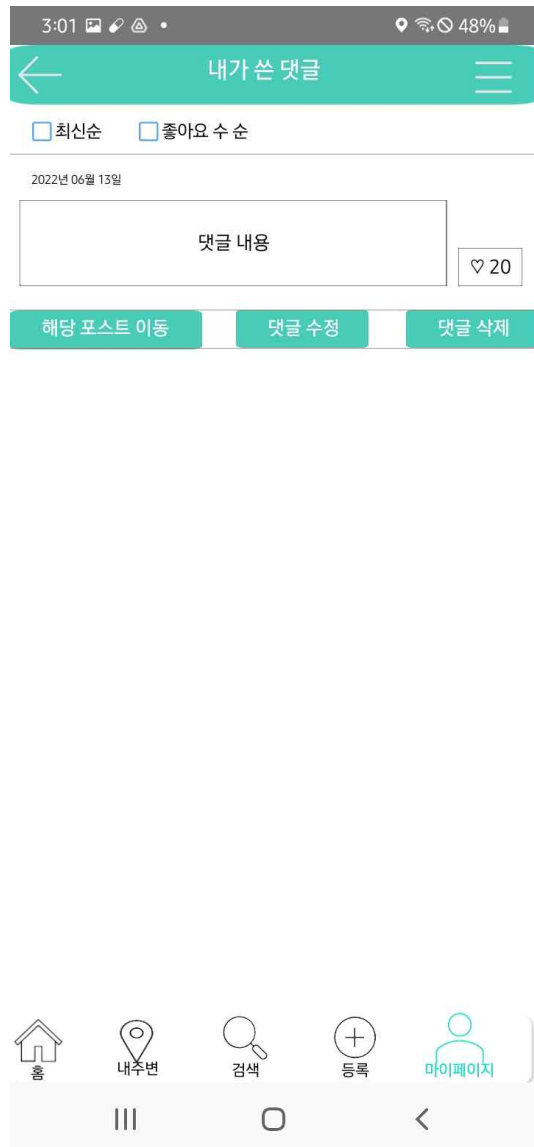 3:01 48%
내가 쓴 댓글
최신순 좋아요 수 순
2022년 06월 13일
댓글 내용
♡ 20
해당 포스트 이동 댓글 수정 댓글 삭제
홈 내주변 검색 등록 마이페이지